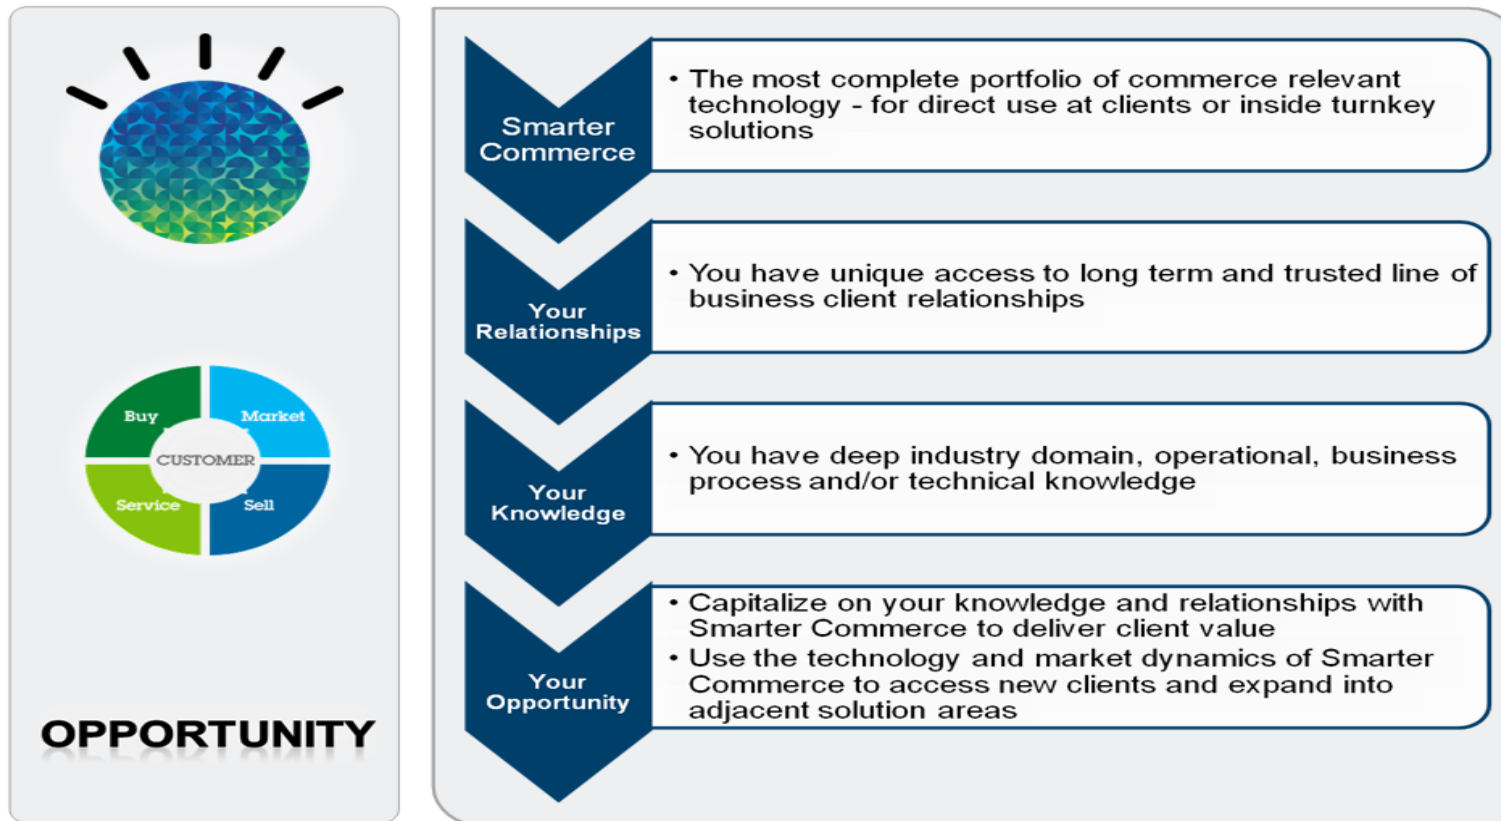 Buy
Market
CUSTOMER
Service
Sell
OPPORTUNITY
Smarter
Commerce
• The most complete portfolio of commerce relevant
technology - for direct use at clients or inside turnkey
solutions
Your
Relationships
• You have unique access to long term and trusted line of
business client relationships
Your
Knowledge
• You have deep industry domain, operational, business
process and/or technical knowledge
Your
Opportunity
• Capitalize on your knowledge and relationships with
Smarter Commerce to deliver client value
• Use the technology and market dynamics of Smarter
Commerce to access new clients and expand into
adjacent solution areas